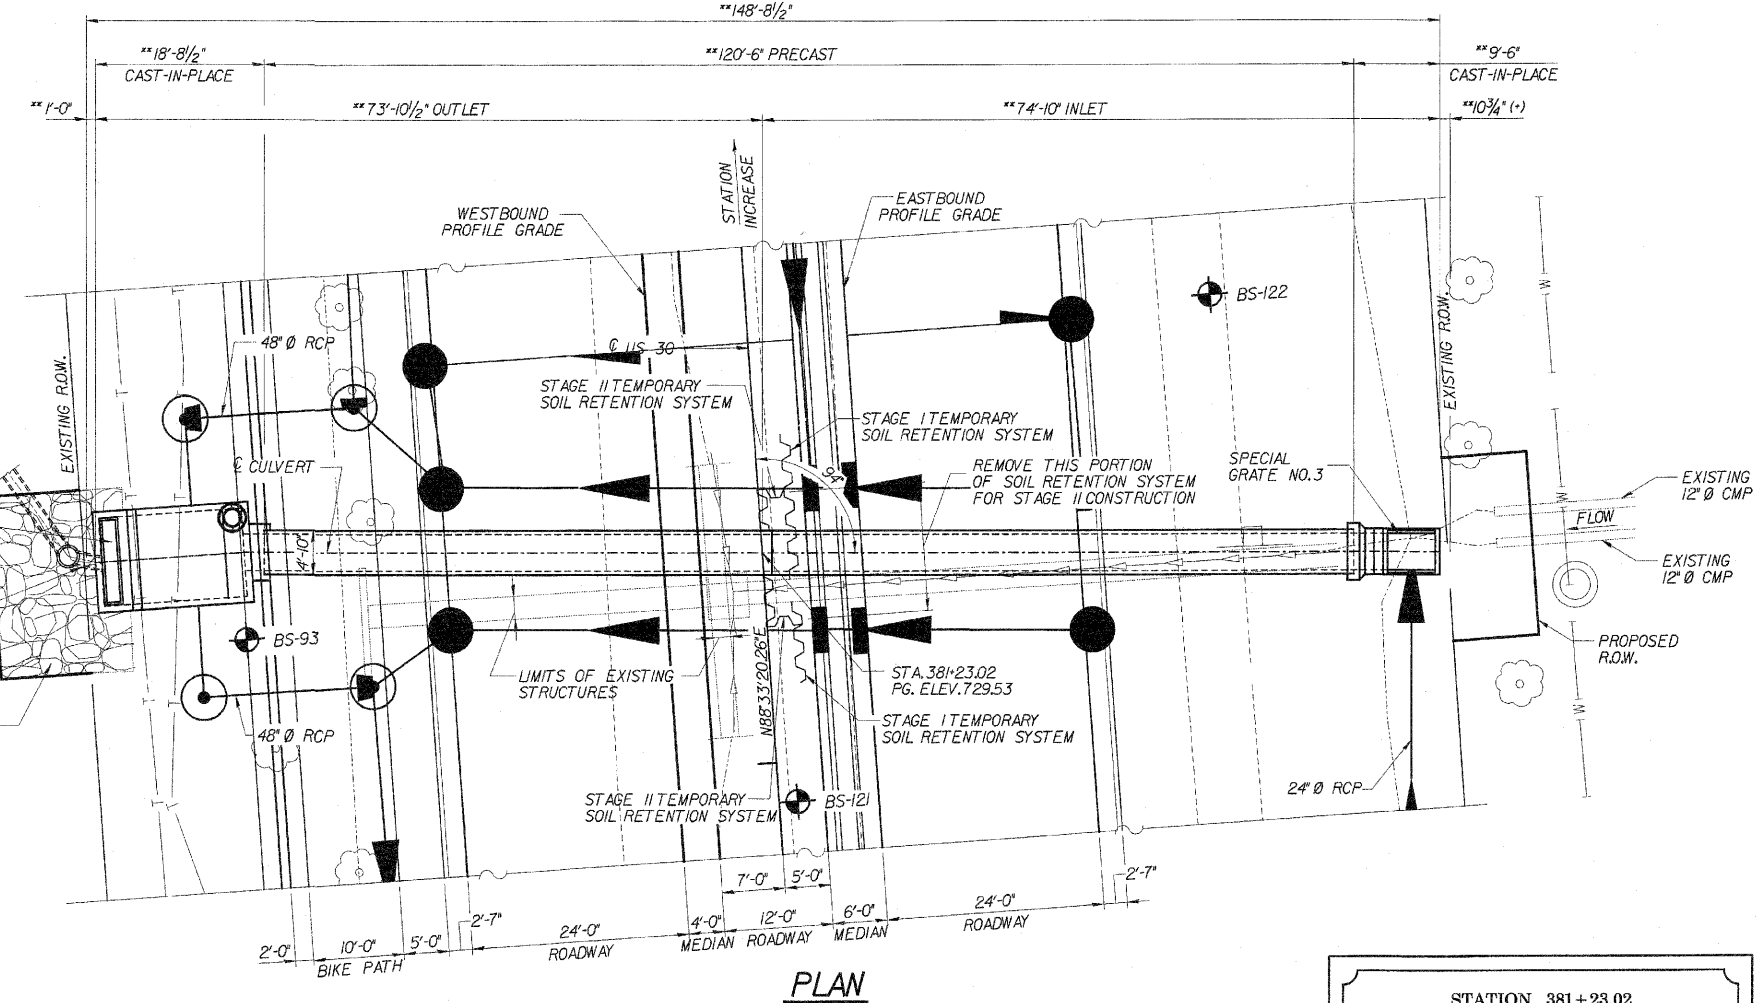 **148'-8½"
**18'-8½"
CAST-IN-PLACE
**120'-6" PRECAST
**9'-6"
CAST-IN-PLACE
**1'-0"
**73'-10½" OUTLET
**74'-10" INLET
**10¾" (+)
STATION
INCREASE
WESTBOUND
PROFILE GRADE
EASTBOUND
PROFILE GRADE
BS-122
48" Ø RCP
℄ US 30
EXISTING R.O.W.
EXISTING R.O.W.
STAGE II TEMPORARY
SOIL RETENTION SYSTEM
STAGE I TEMPORARY
SOIL RETENTION SYSTEM
℄ CULVERT
94°
REMOVE THIS PORTION
OF SOIL RETENTION SYSTEM
FOR STAGE II CONSTRUCTION
SPECIAL
GRATE NO.3
EXISTING
12" Ø CMP
FLOW
4'-10"
EXISTING
12" Ø CMP
BS-93
PROPOSED
R.O.W.
LIMITS OF EXISTING
STRUCTURES
N88°33'20.26"E
STA. 381+23.02
PG. ELEV. 729.53
48" Ø RCP
STAGE I TEMPORARY
SOIL RETENTION SYSTEM
24" Ø RCP
STAGE II TEMPORARY
SOIL RETENTION SYSTEM
BS-121
T
T
T
T
T
T
W
W
W
W
W
7'-0"
5'-0"
2'-7"
2'-0"
10'-0"
BIKE PATH
5'-0"
2'-7"
24'-0"
ROADWAY
4'-0"
MEDIAN
12'-0"
ROADWAY
6'-0"
MEDIAN
24'-0"
ROADWAY
PLAN
STATION 381+23.02